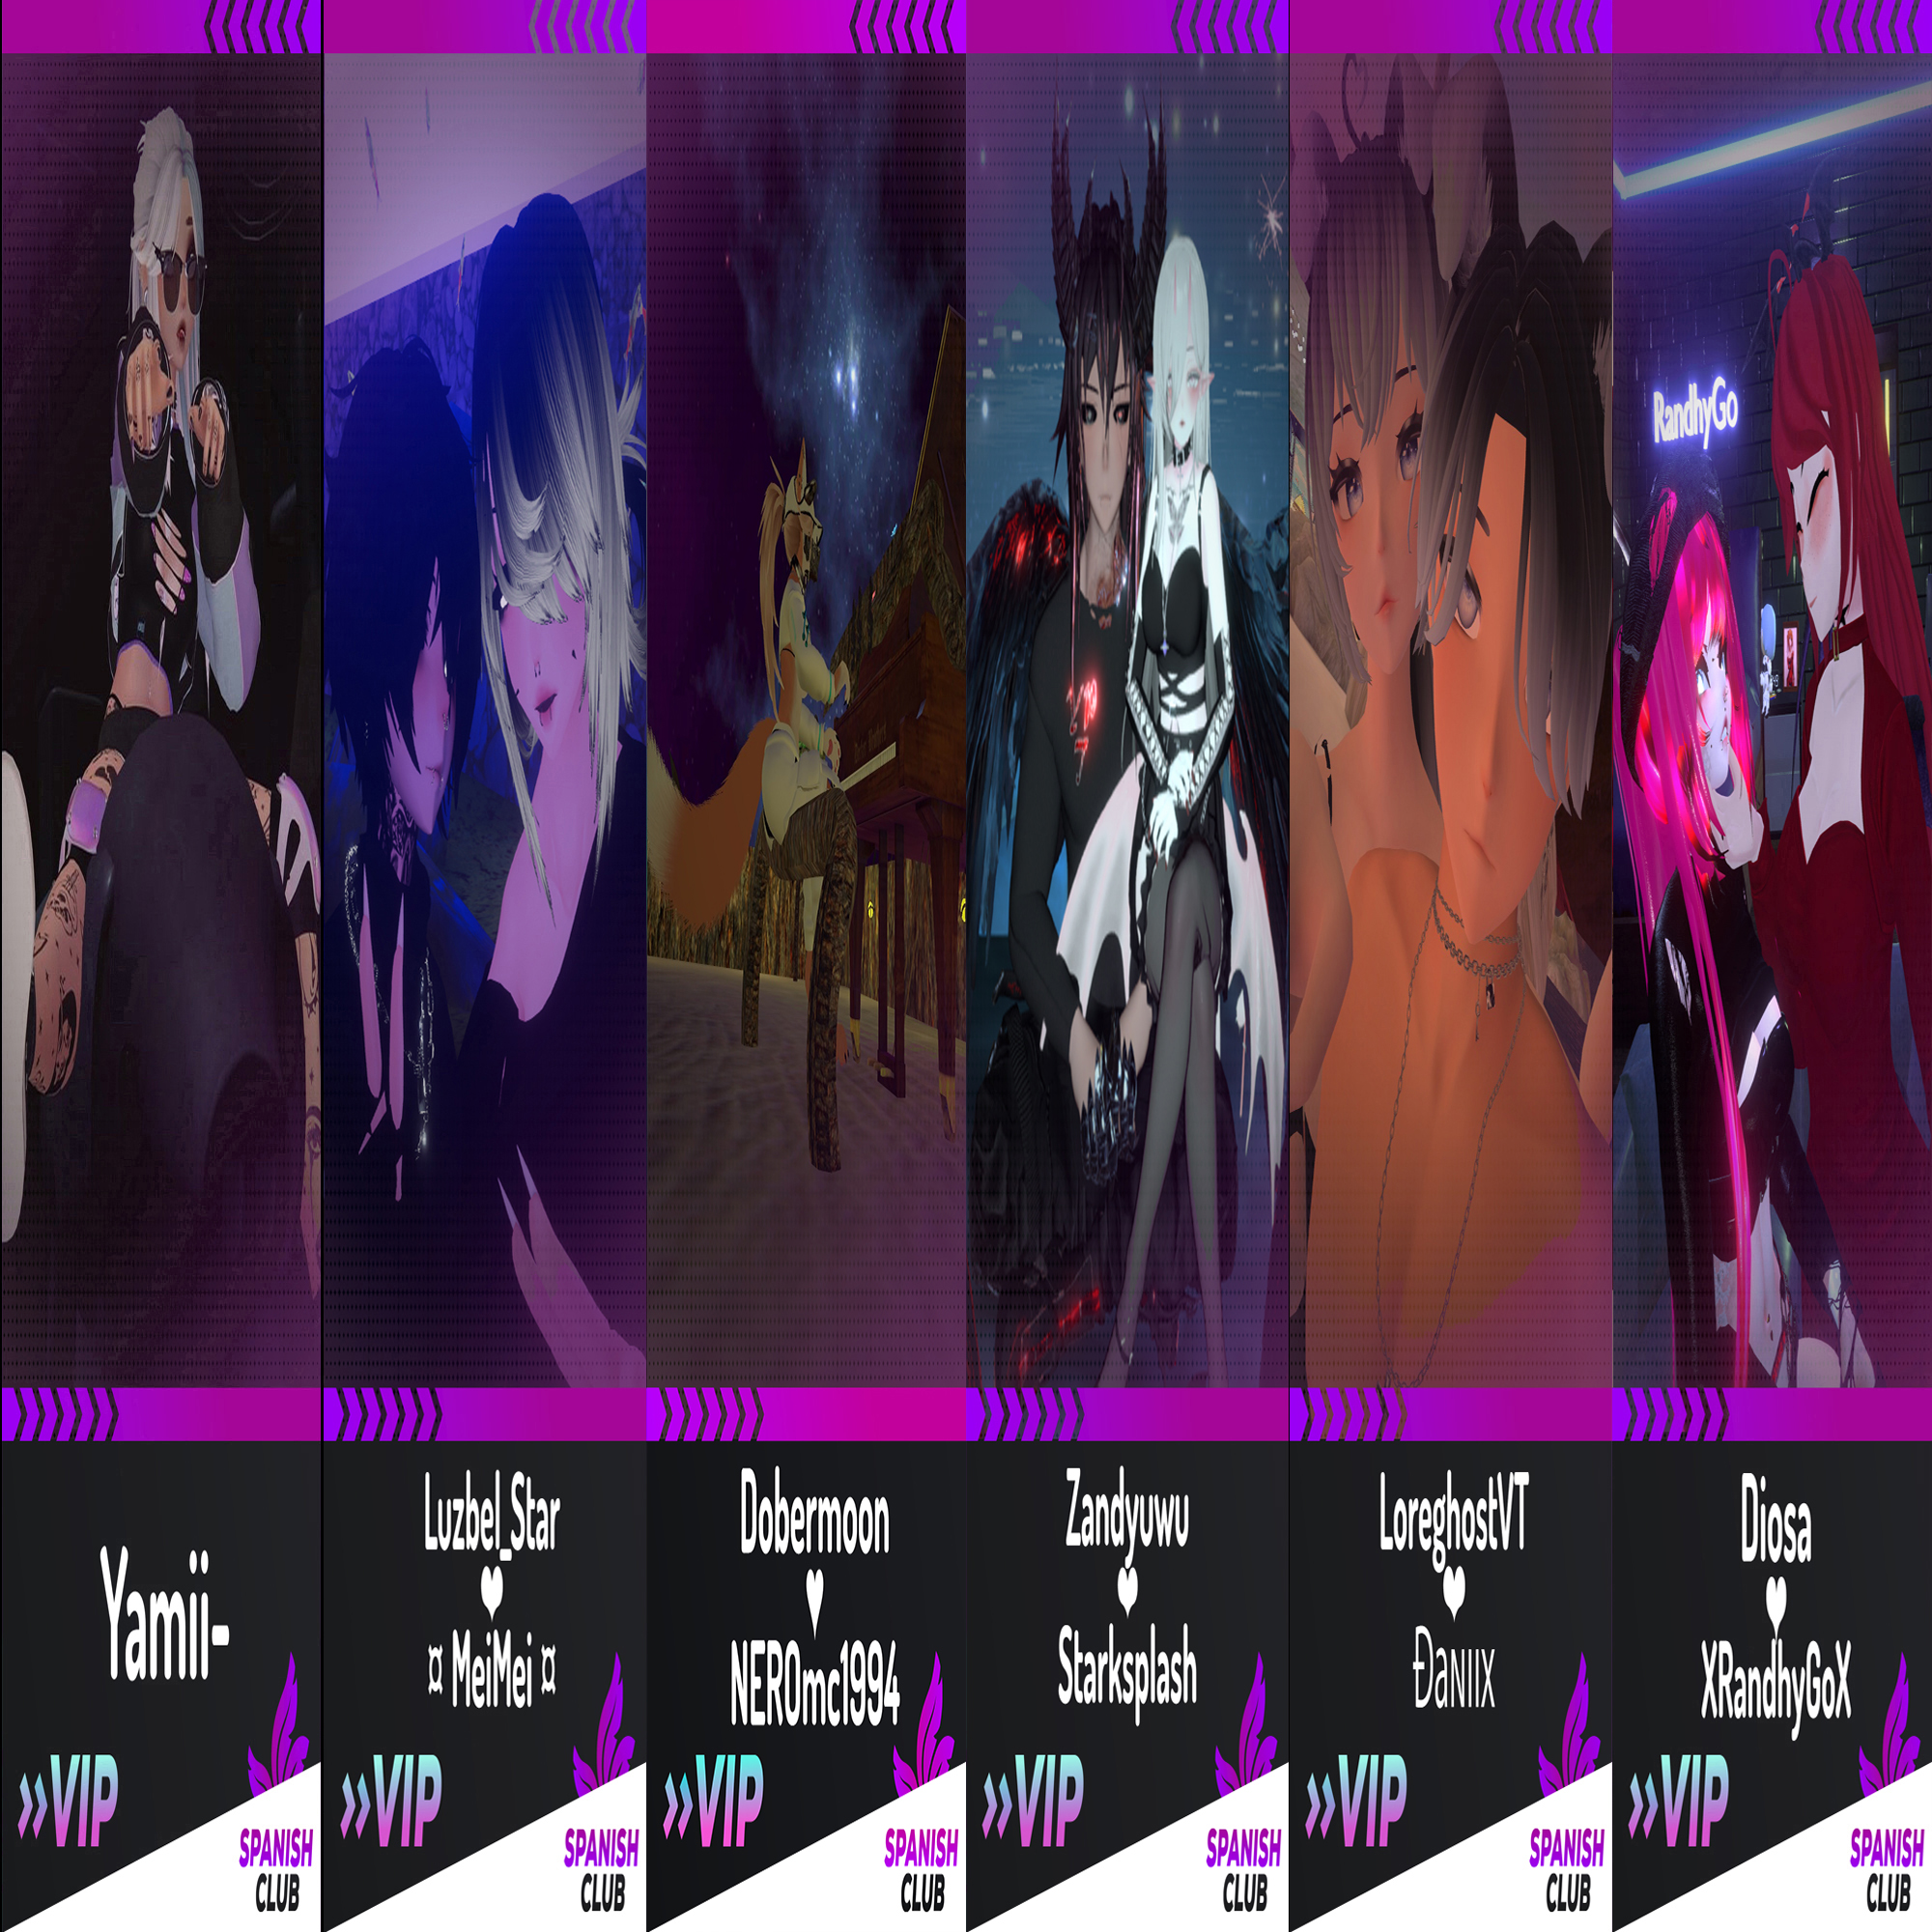 RandhyGo
Yamii-
»VIP
SPANISH
CLUB
Luzbel_Star
♥
¤ MeiMei ¤
»VIP
SPANISH
CLUB
Dobermoon
♥
NEROmc1994
»VIP
SPANISH
CLUB
Zandyuwu
♥
Starksplash
»VIP
SPANISH
CLUB
LoreghostVT
♥
Đaɴιιx
»VIP
SPANISH
CLUB
Diosa
♥
XRandhyGoX
»VIP
SPANISH
CLUB